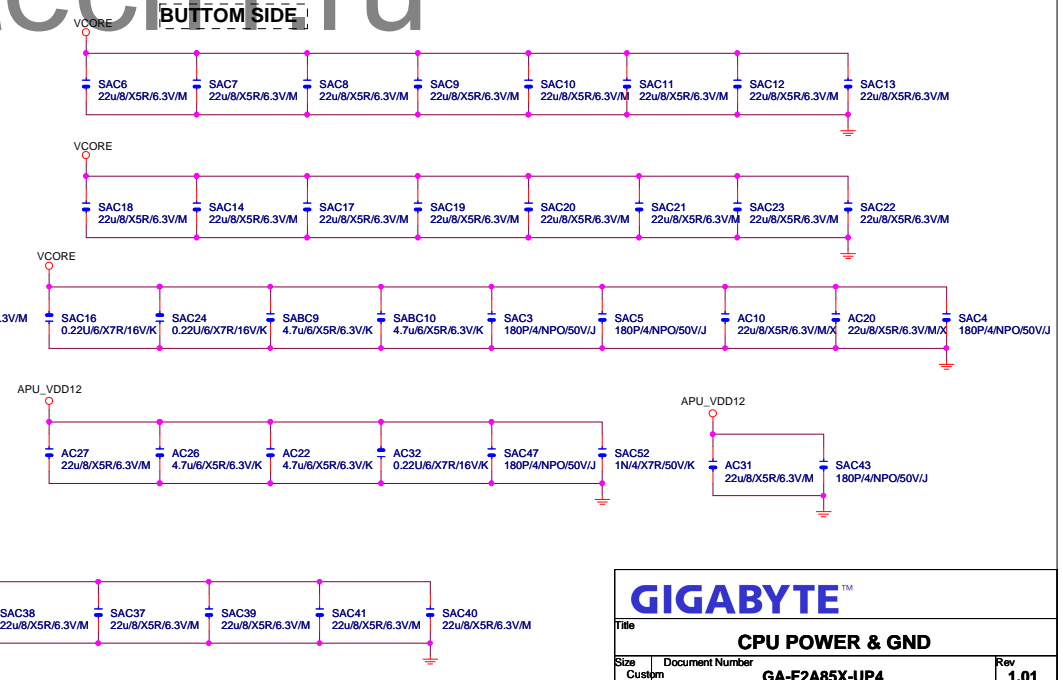 BUTTOM SIDE
VCORE
SAC6 SAC7 SAC8 SAC9 SAC10 SAC11 SAC12 SAC13
22u/8/X5R/6.3V/M 22u/8/X5R/6.3V/M 22u/8/X5R/6.3V/M 22u/8/X5R/6.3V/M 22u/8/X5R/6.3V/M 22u/8/X5R/6.3V/M 22u/8/X5R/6.3V/M 22u/8/X5R/6.3V/M
VCORE
SAC18 SAC14 SAC17 SAC19 SAC20 SAC21 SAC23 SAC22
22u/8/X5R/6.3V/M 22u/8/X5R/6.3V/M 22u/8/X5R/6.3V/M 22u/8/X5R/6.3V/M 22u/8/X5R/6.3V/M 22u/8/X5R/6.3V/M 22u/8/X5R/6.3V/M 22u/8/X5R/6.3V/M
VCORE
.3V/M SAC16 SAC24 SABC9 SABC10 SAC3 SAC5 AC10 AC20 SAC4
0.22U/6/X7R/16V/K 0.22U/6/X7R/16V/K 4.7u/6/X5R/6.3V/K 4.7u/6/X5R/6.3V/K 180P/4/NPO/50V/J 180P/4/NPO/50V/J 22u/8/X5R/6.3V/M/X 22u/8/X5R/6.3V/M/X 180P/4/NPO/50V/J
APU_VDD12 APU_VDD12
AC27 AC26 AC22 AC32 SAC47 SAC52
22u/8/X5R/6.3V/M 4.7u/6/X5R/6.3V/K 4.7u/6/X5R/6.3V/K 0.22U/6/X7R/16V/K 180P/4/NPO/50V/J 1N/4/X7R/50V/K
AC31 SAC43
22u/8/X5R/6.3V/M 180P/4/NPO/50V/J
SAC38 SAC37 SAC39 SAC41 SAC40
22u/8/X5R/6.3V/M 22u/8/X5R/6.3V/M 22u/8/X5R/6.3V/M 22u/8/X5R/6.3V/M 22u/8/X5R/6.3V/M
GIGABYTE™
Title
CPU POWER & GND
Size Document Number Rev
Custom GA-F2A85X-UP4 1.01